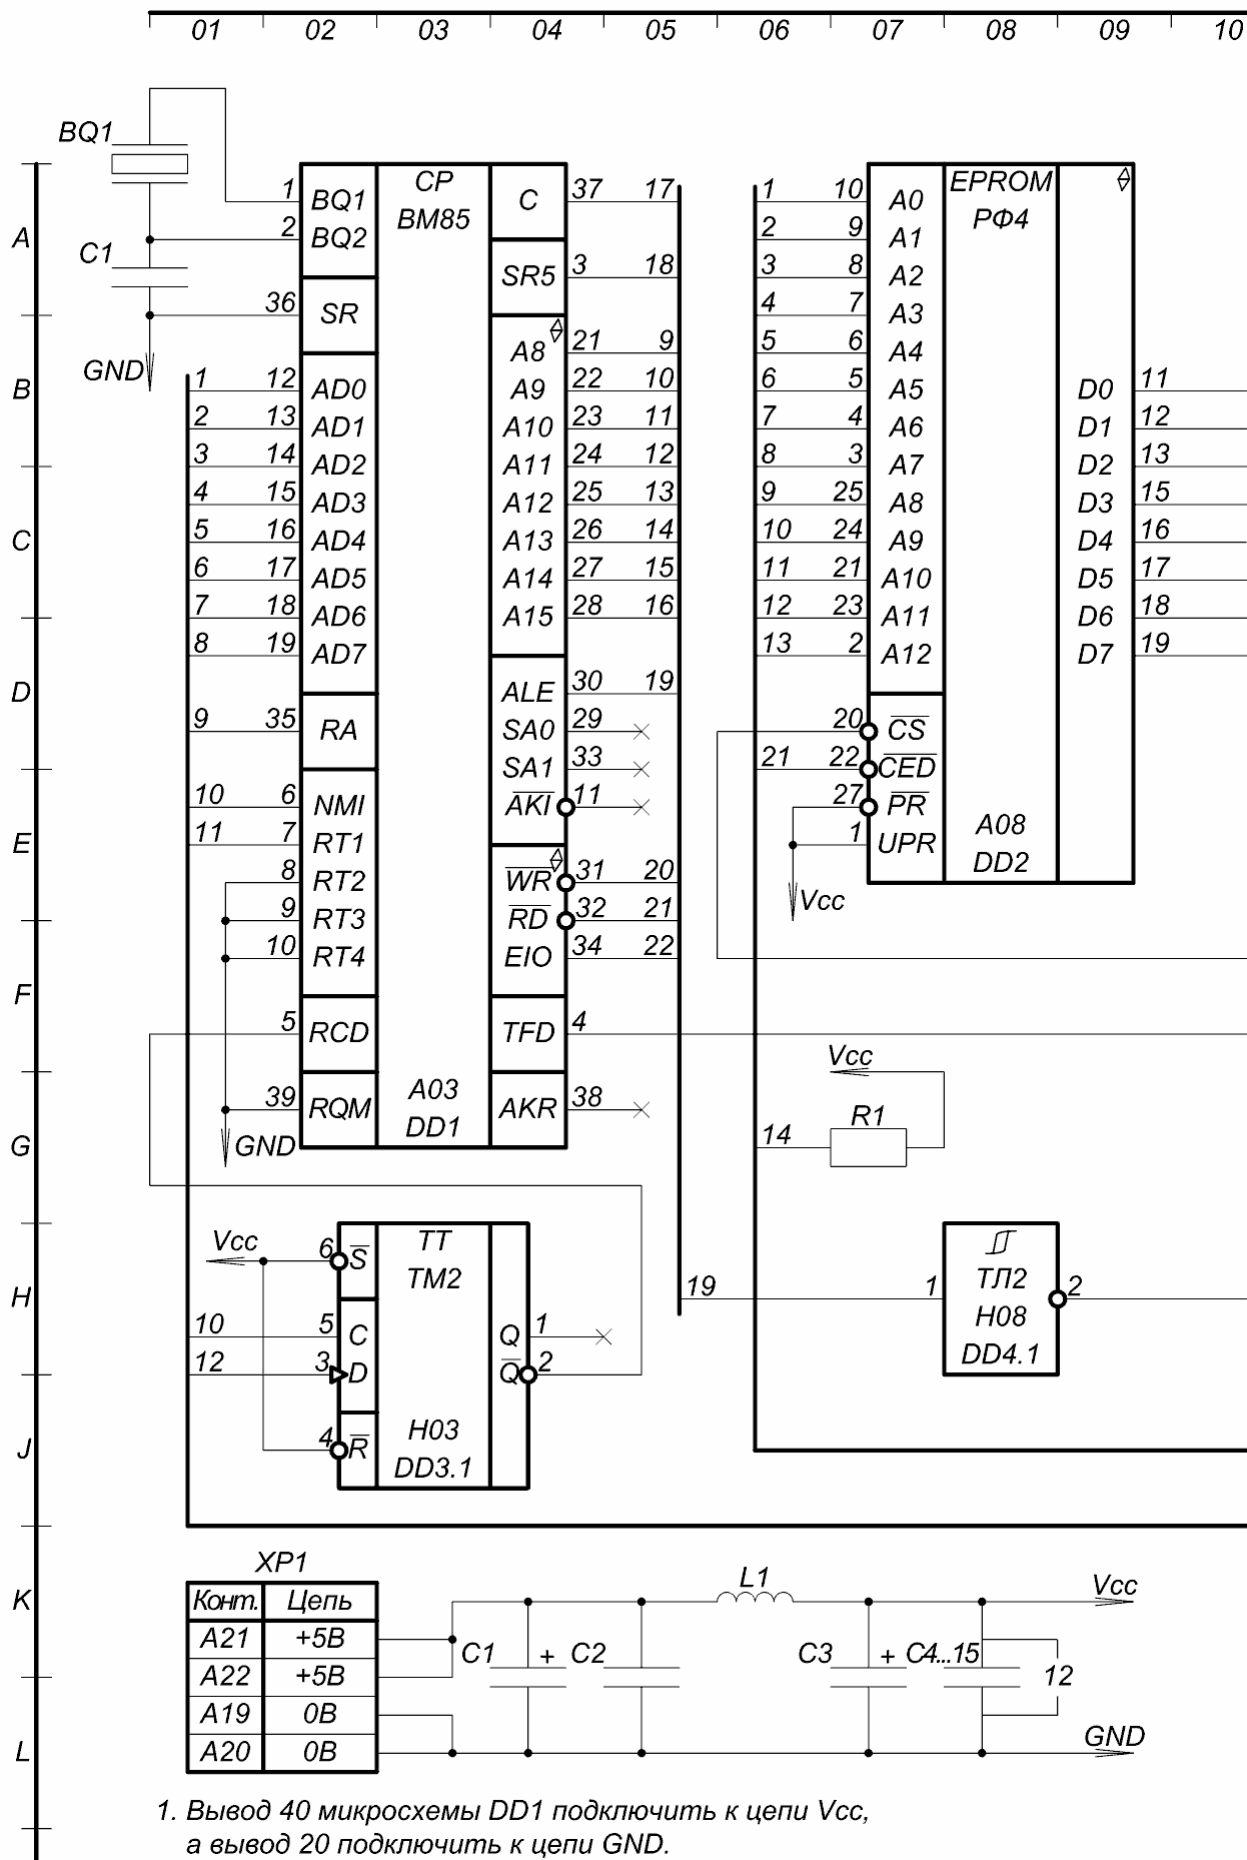 01 02 03 04 05 06 07 08 09 10
BQ1
C1
GND
A
B
C
D
E
F
G
H
J
K
L
1 BQ1
2 BQ2
36 SR
1 12 AD0
2 13 AD1
3 14 AD2
4 15 AD3
5 16 AD4
6 17 AD5
7 18 AD6
8 19 AD7
9 35 RA
10 6 NMI
11 7 RT1
8 RT2
9 RT3
10 RT4
5 RCD
39 RQM
GND
CP
ВМ85
A03
DD1
C 37 17
SR5 3 18
A8 21 9
A9 22 10
A10 23 11
A11 24 12
A12 25 13
A13 26 14
A14 27 15
A15 28 16
ALE 30 19
SA0 29
SA1 33
AKI 11
WR 31 20
RD 32 21
EIO 34 22
TFD 4
AKR 38
1 10 A0
2 9 A1
3 8 A2
4 7 A3
5 6 A4
6 5 A5
7 4 A6
8 3 A7
9 25 A8
10 24 A9
11 21 A10
12 23 A11
13 2 A12
20 CS
21 22 CED
27 PR
1 UPR
Vcc
EPROM
РФ4
A08
DD2
D0 11
D1 12
D2 13
D3 15
D4 16
D5 17
D6 18
D7 19
Vcc
14 R1
Vcc
6 S
10 5 C
12 3 D
4 R
TT
ТМ2
H03
DD3.1
Q 1
Q 2
19 1
ТЛ2
H08
DD4.1
2
XP1
Конт. Цепь
A21 +5В
A22 +5В
A19 0В
A20 0В
C1 + C2
L1
C3 + C4...15
12
Vcc
GND
1. Вывод 40 микросхемы DD1 подключить к цепи Vcc,
а вывод 20 подключить к цепи GND.